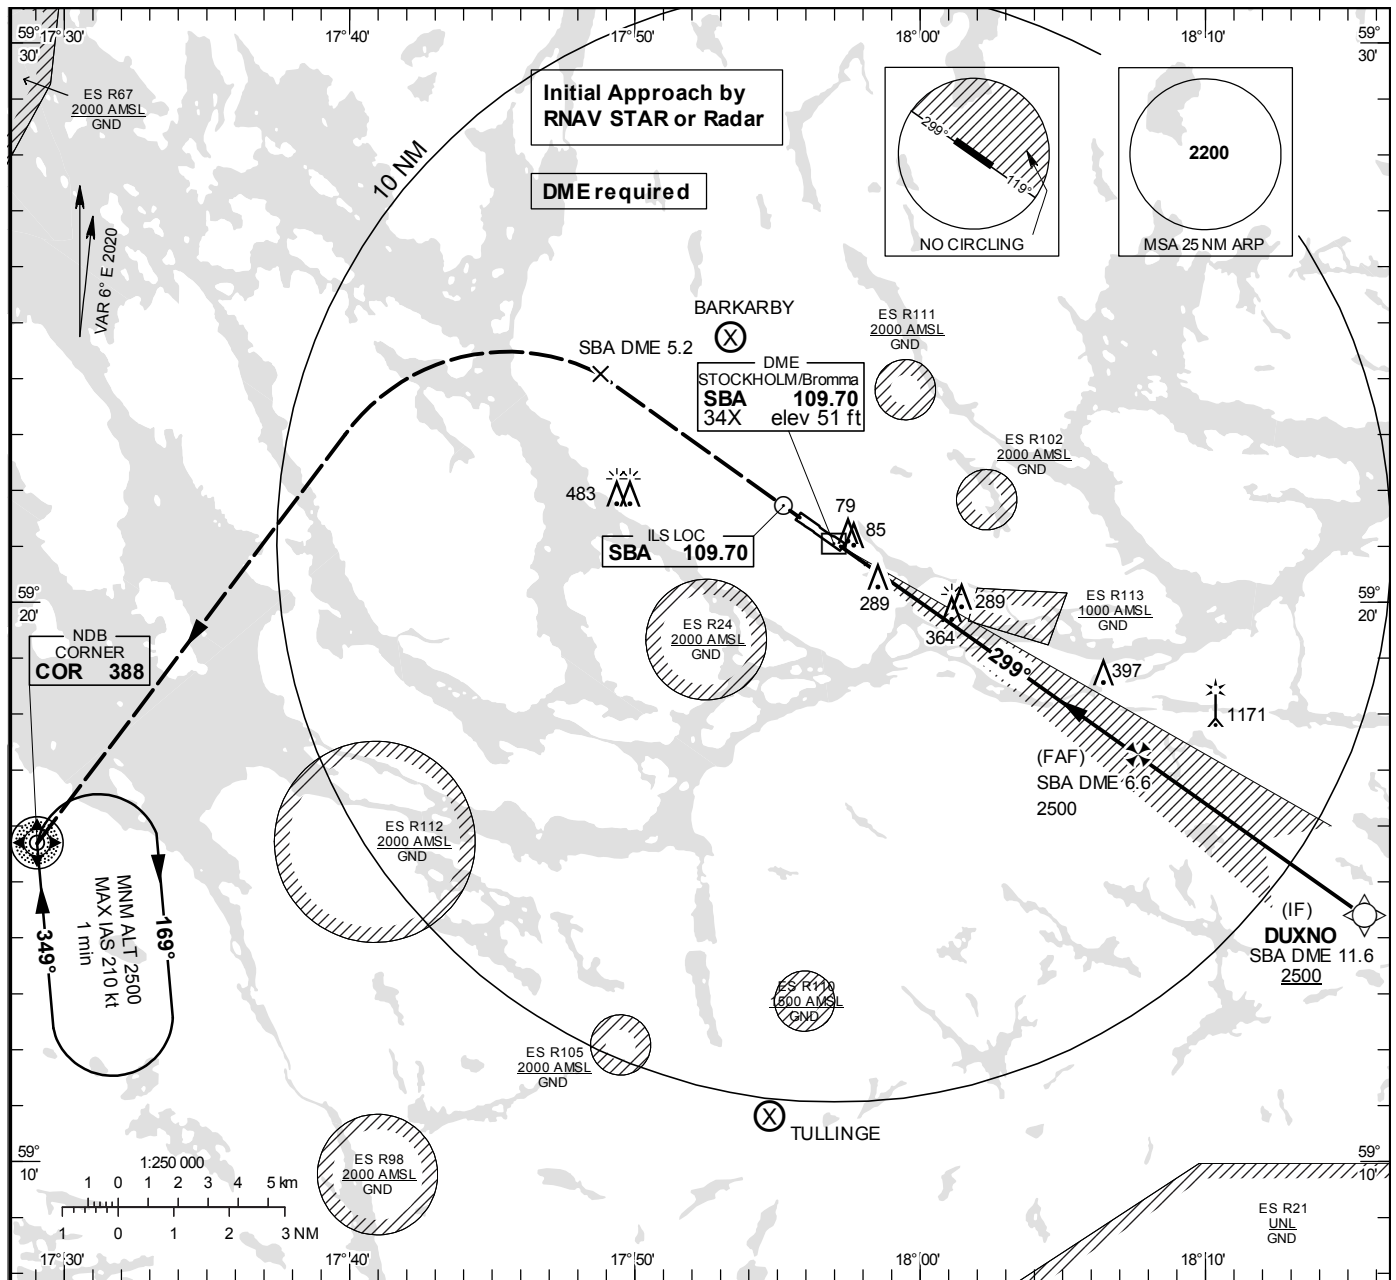 59° 17°30' 17°40' 17°50' 18°00' 18°10' 59°
30' 30'
ES R67
2000 AMSL
GND
Initial Approach by
RNAV STAR or Radar
DME required
10 NM
299°
119°
NO CIRCLING
2200
MSA 25 NM ARP
VAR 6° E 2020
BARKARBY
X
SBA DME 5.2
DME
STOCKHOLM/Bromma
SBA 109.70
34X elev 51 ft
ES R111
2000 AMSL
GND
ES R102
2000 AMSL
GND
483
79
85
ILS LOC
SBA 109.70
289
289
364
ES R113
1000 AMSL
GND
59°
20'
59°
20'
ES R24
2000 AMSL
GND
NDB
CORNER
COR 388
299°
397
1171
(FAF)
SBA DME 6.6
2500
ES R112
2000 AMSL
GND
MNM ALT 2500
MAX IAS 210 kt
1 min
349°
169°
(IF)
DUXNO
SBA DME 11.6
2500
ES R110
1500 AMSL
GND
ES R105
2000 AMSL
GND
X
TULLINGE
59°
10'
59°
10'
ES R98
2000 AMSL
GND
1:250 000
1 0 1 2 3 4 5 km
1 0 1 2 3 NM
ES R21
UNL
GND
17°30' 17°40' 17°50' 18°00' 18°10'